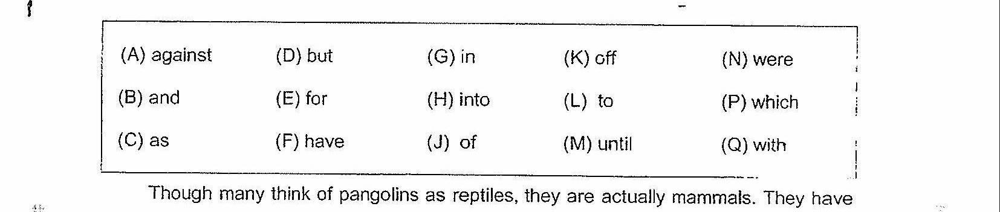 (A) against (D) but (G) in (K) off (N) were
(B) and (E) for (H) into (L) to (P) which
(C) as (F) have (J) of (M) until (Q) with
Though many think of pangolins as reptiles, they are actually mammals. They have